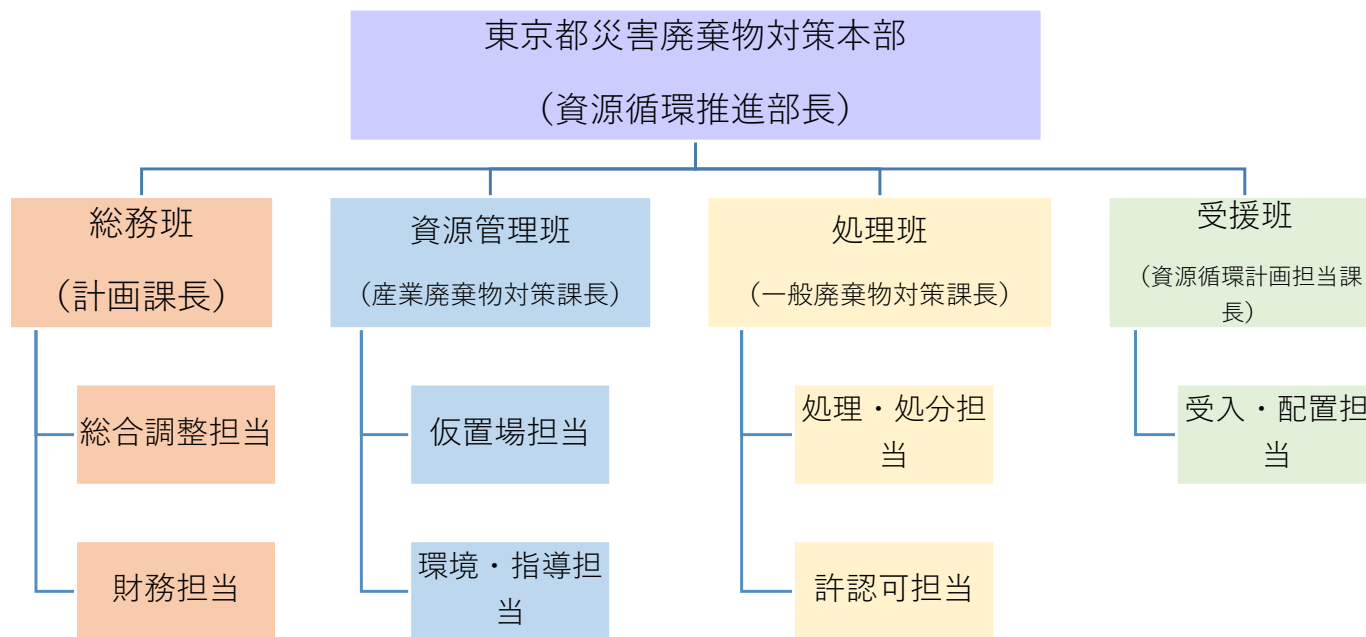 東京都災害廃棄物対策本部
（資源循環推進部長）
総務班
（計画課長）
資源管理班
（産業廃棄物対策課長）
処理班
（一般廃棄物対策課長）
受援班
（資源循環計画担当課
長）
総合調整担当
仮置場担当
処理・処分担
当
受入・配置担
当
財務担当
環境・指導担
当
許認可担当